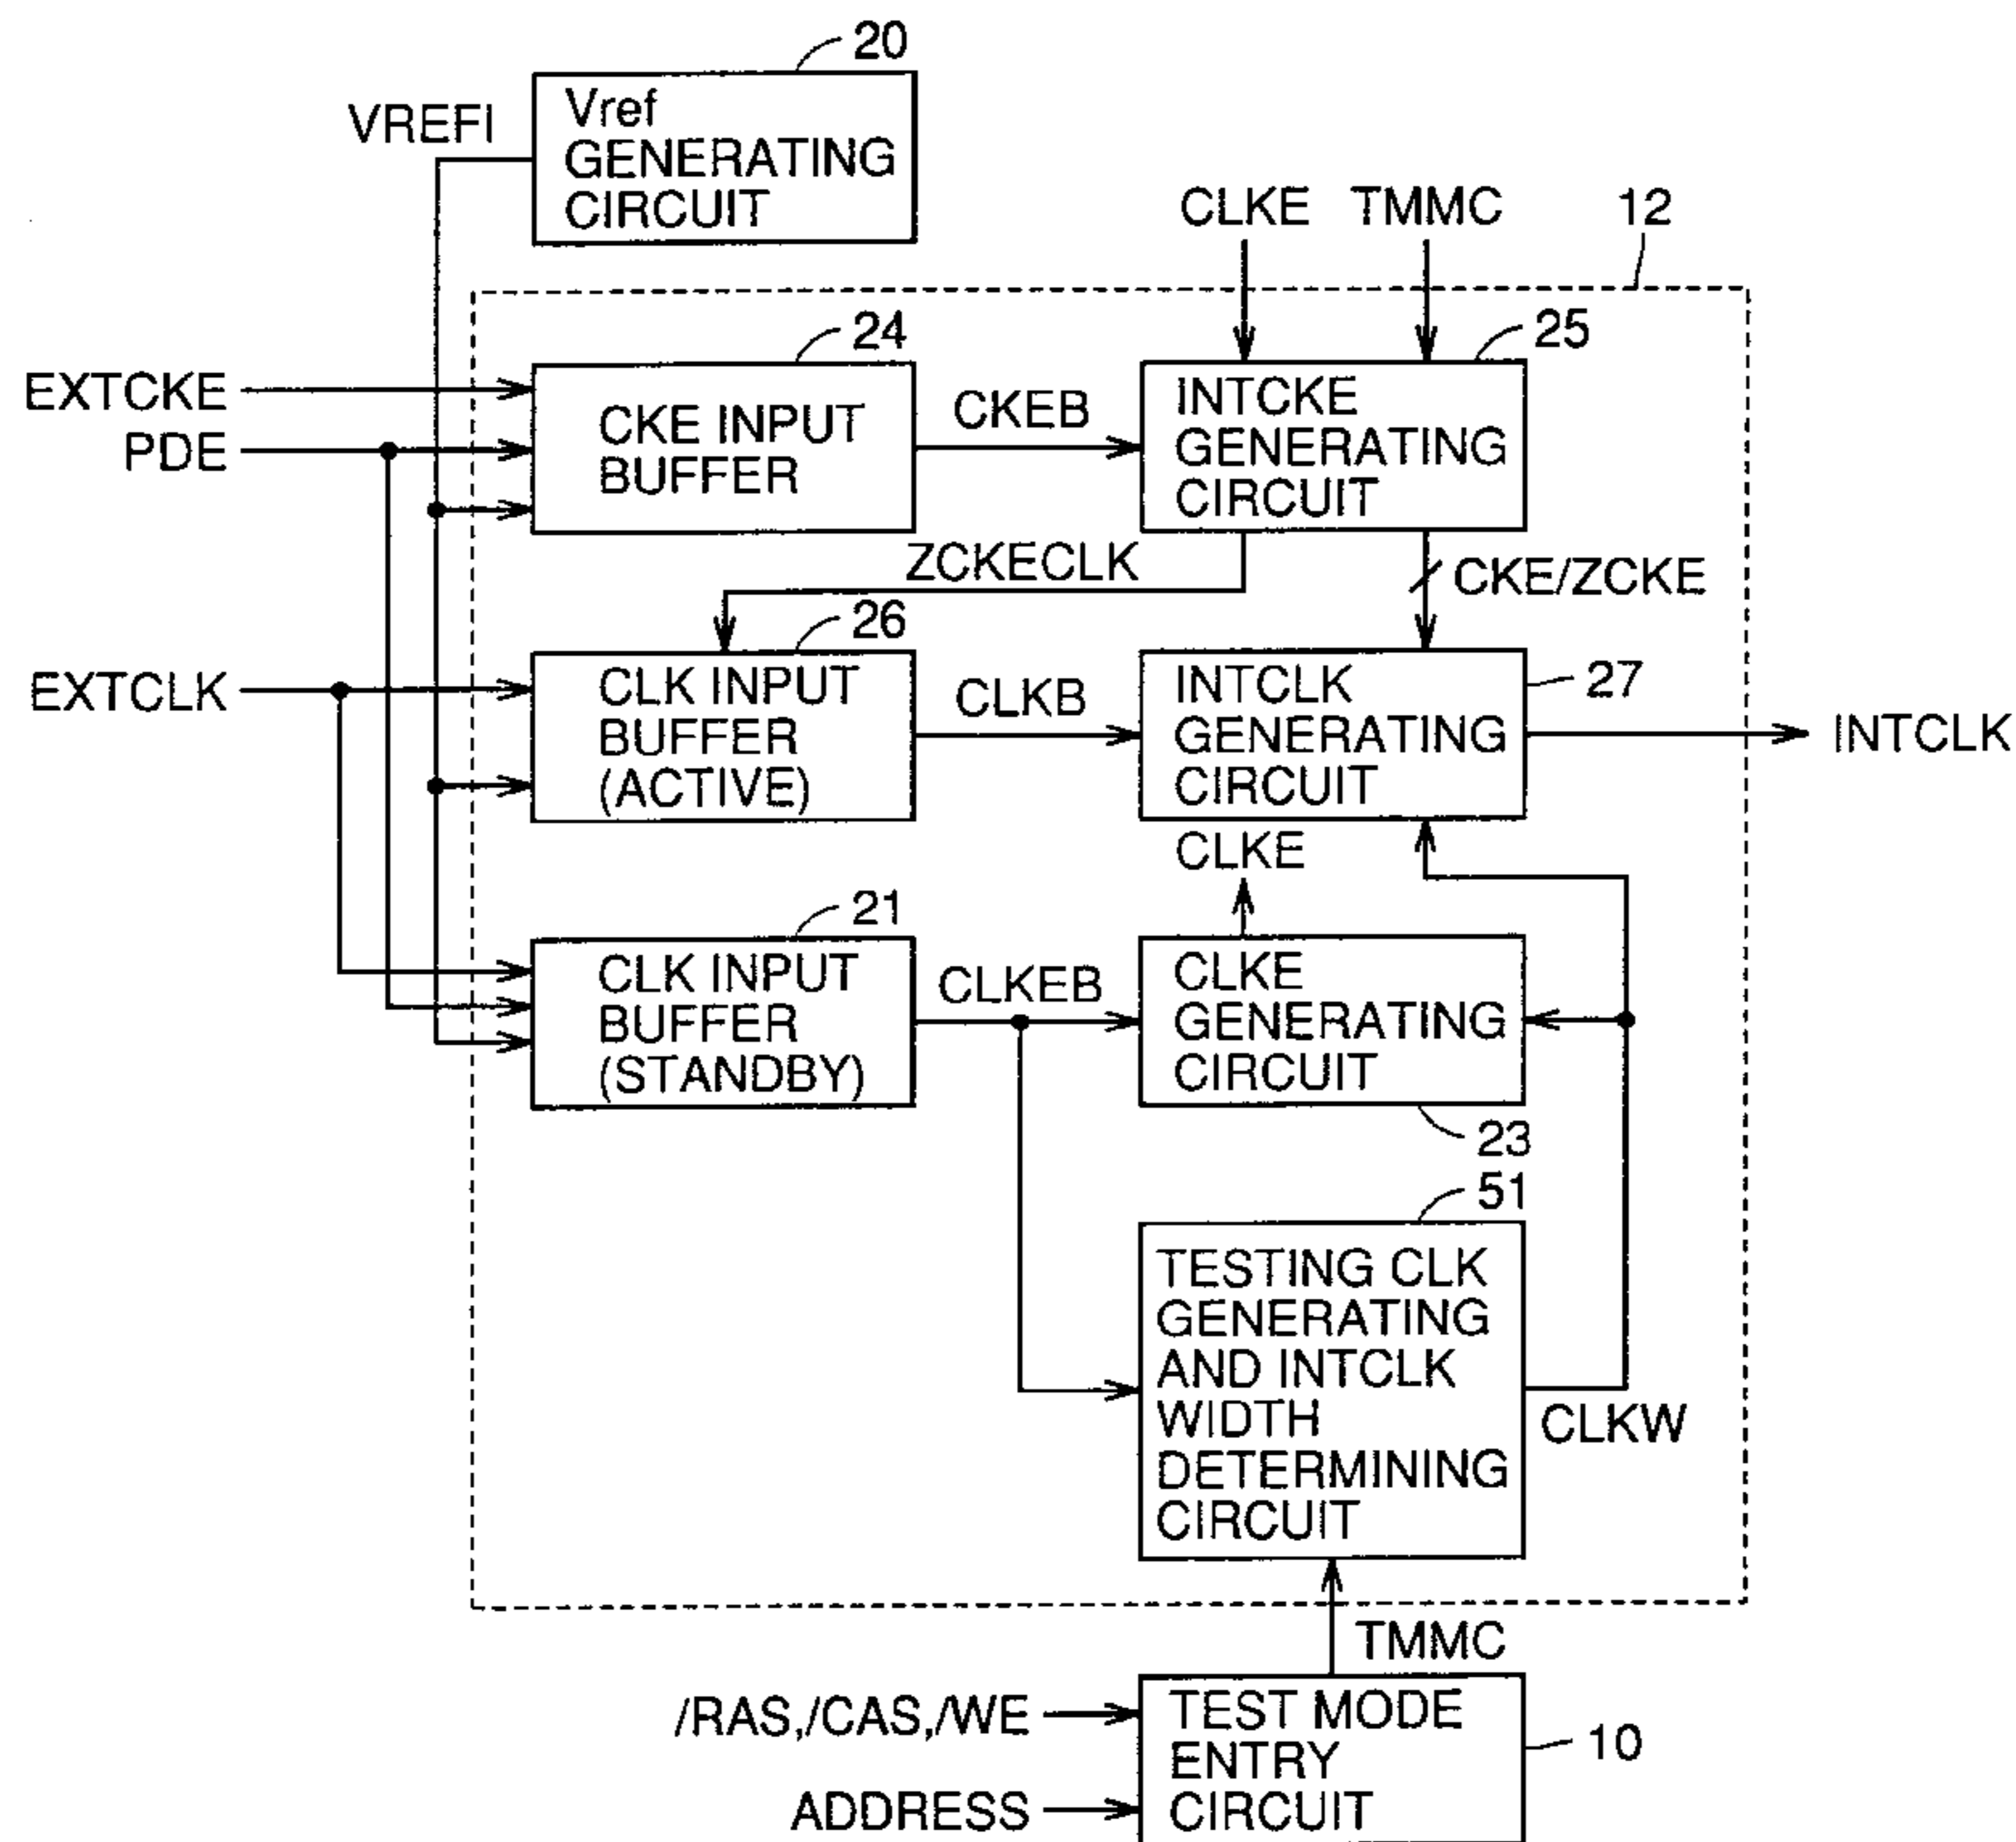 20
VREFI
Vref
GENERATING
CIRCUIT
CLKE
TMMC
12
24
25
EXTCKE
PDE
CKE INPUT
BUFFER
CKEB
INTCKE
GENERATING
CIRCUIT
ZCKECLK
CKE/ZCKE
26
27
EXTCLK
CLK INPUT
BUFFER
(ACTIVE)
CLKB
INTCLK
GENERATING
CIRCUIT
INTCLK
CLKE
21
CLK INPUT
BUFFER
(STANDBY)
CLKEB
CLKE
GENERATING
CIRCUIT
23
51
TESTING CLK
GENERATING
AND INTCLK
WIDTH
DETERMINING
CIRCUIT
CLKW
TMMC
/RAS,/CAS,/WE
ADDRESS
TEST MODE
ENTRY
CIRCUIT
10